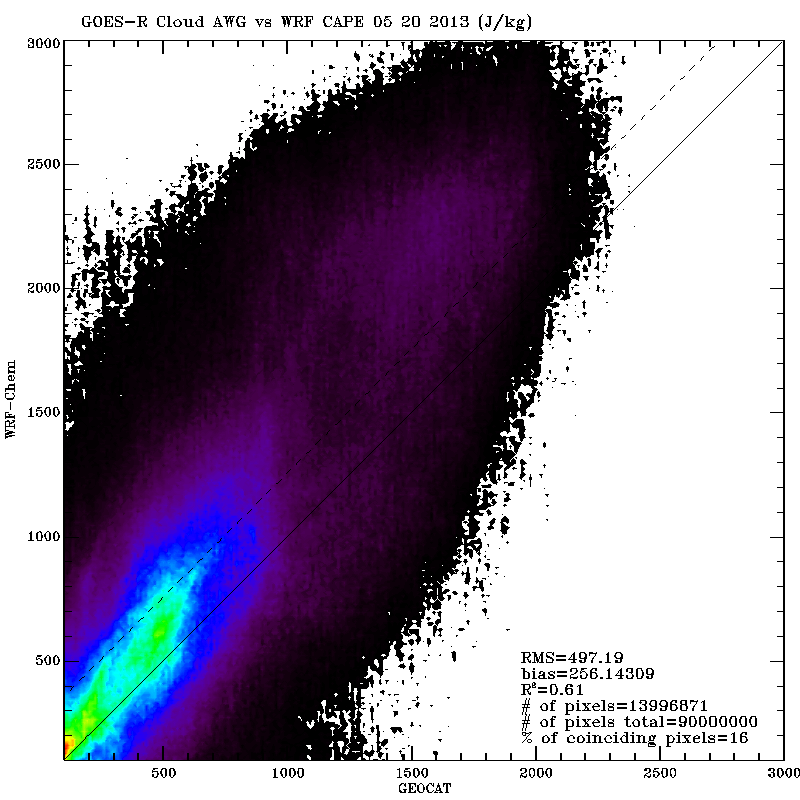 GOES-R Cloud AWG vs WRF CAPE 05 20 2013 (J/kg)
3000
2500
2000
1500
1000
500
WRF-Chem
RMS=497.19
bias=256.14309
R²=0.61
# of pixels=13996871
# of pixels total=90000000
% of coinciding pixels=16
500
1000
1500
2000
2500
3000
GEOCAT